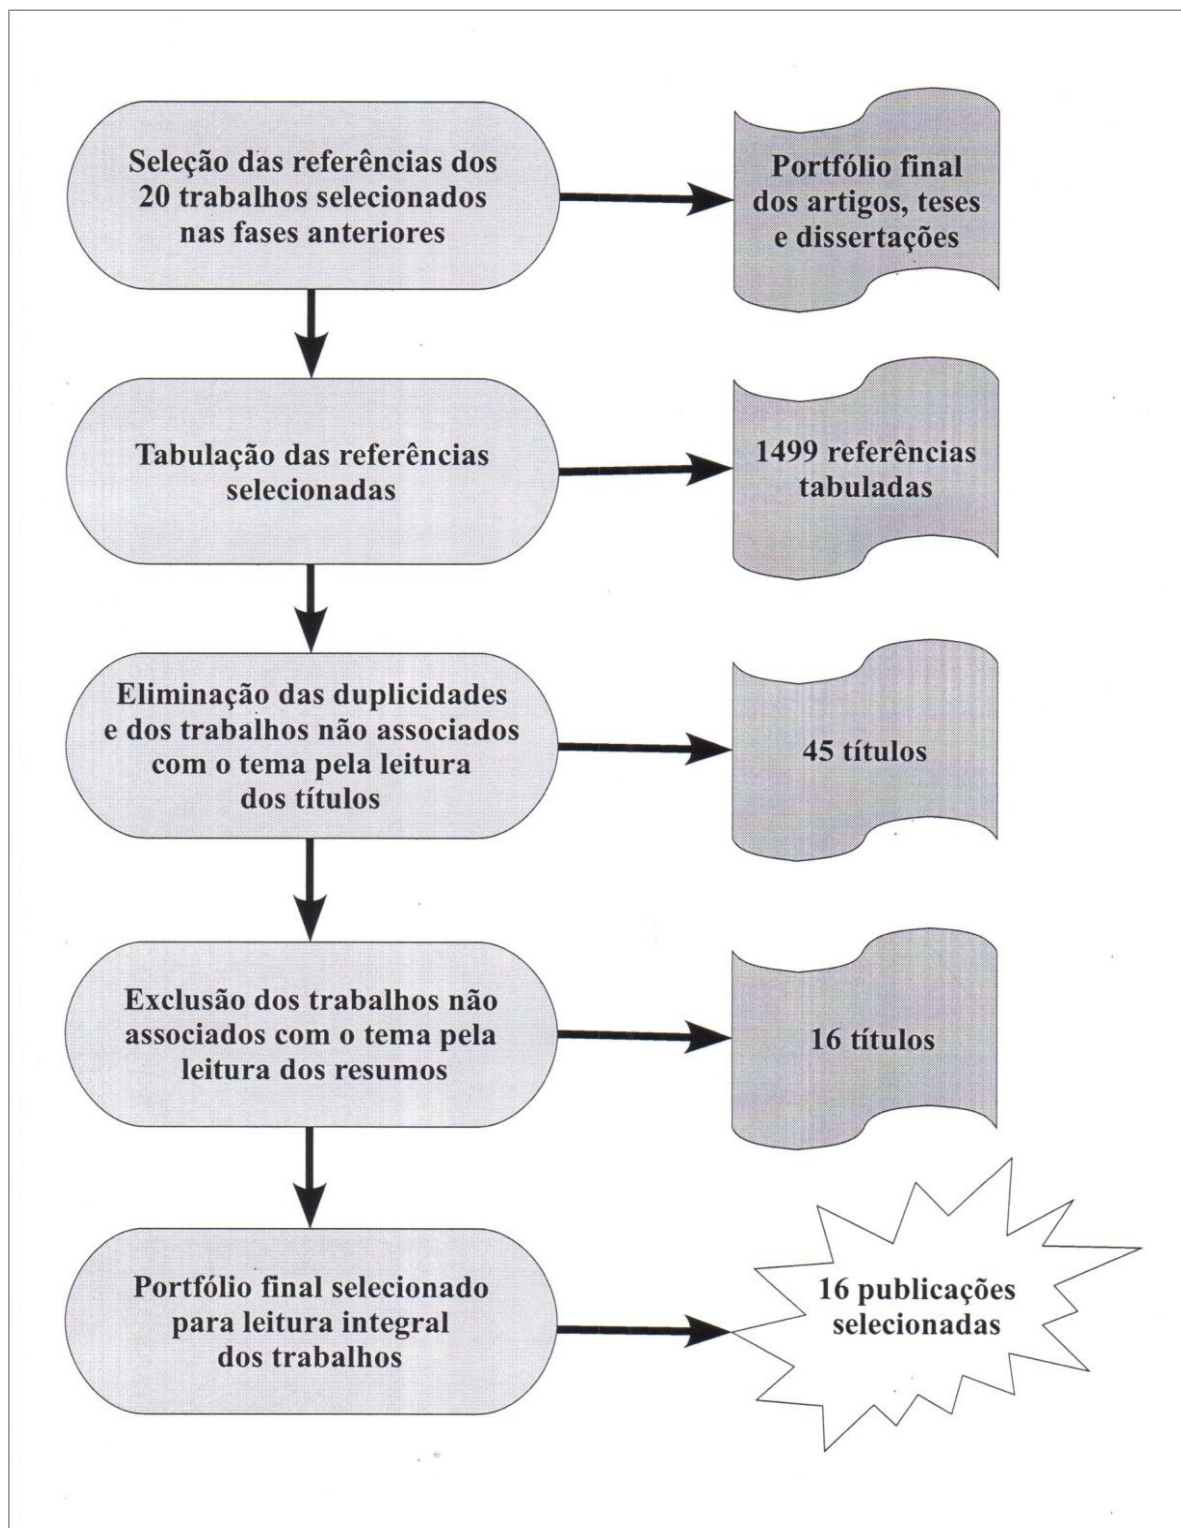 Seleção das referências dos
20 trabalhos selecionados
nas fases anteriores
Portfólio final
dos artigos, teses
e dissertações
Tabulação das referências
selecionadas
1499 referências
tabuladas
Eliminação das duplicidades
e dos trabalhos não associados
com o tema pela leitura
dos títulos
45 títulos
Exclusão dos trabalhos não
associados com o tema pela
leitura dos resumos
16 títulos
Portfólio final selecionado
para leitura integral
dos trabalhos
16 publicações
selecionadas